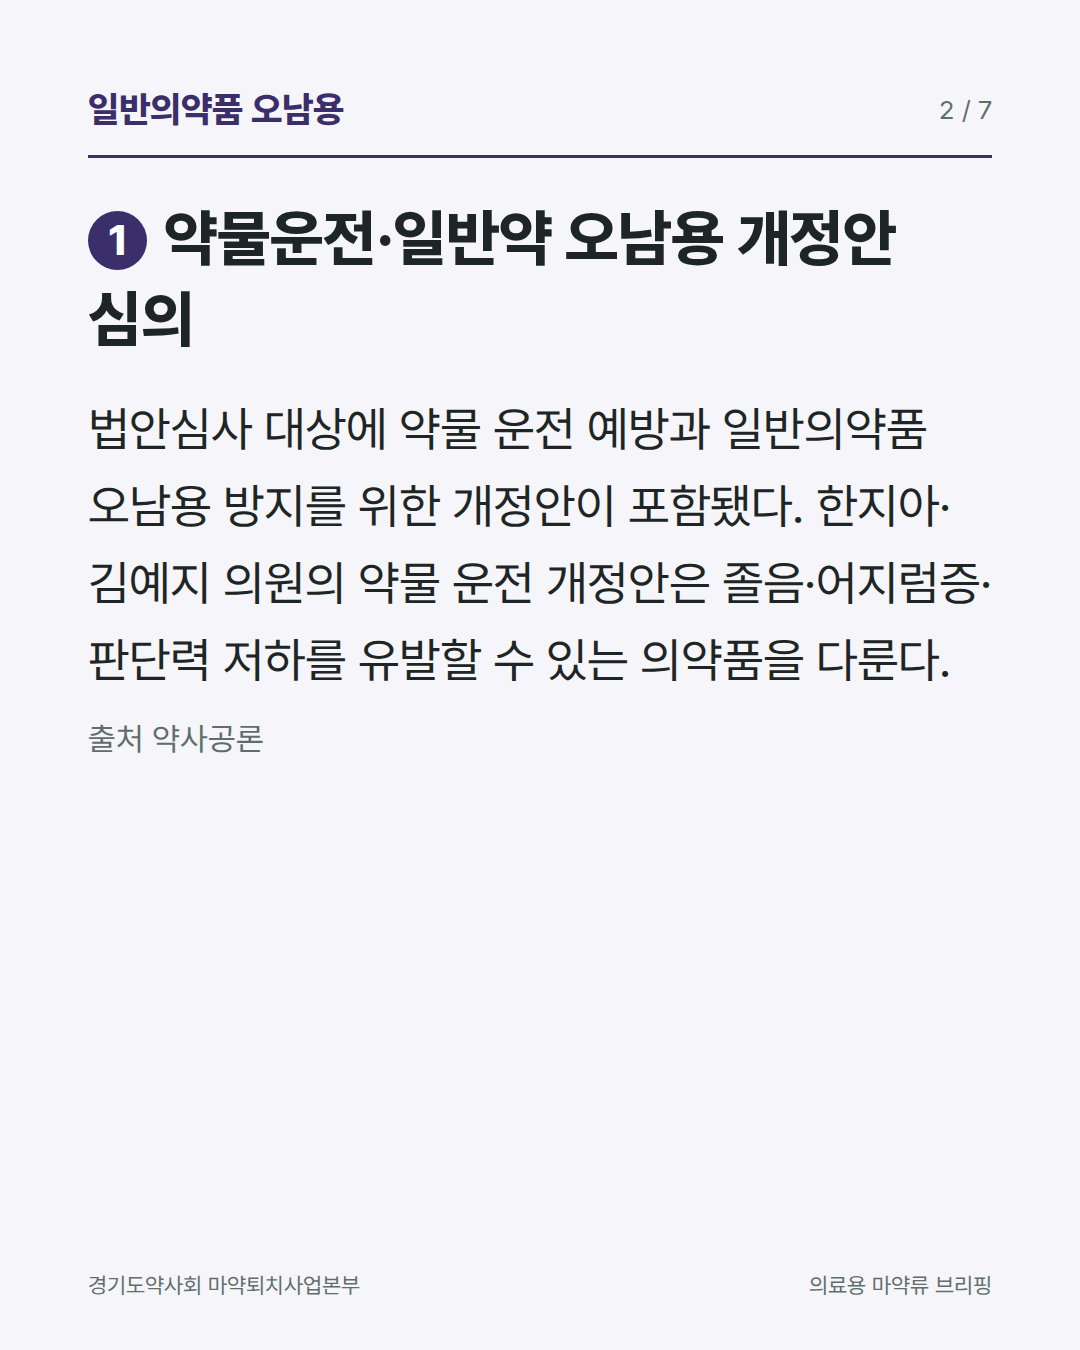 일반의약품 오남용
2 / 7
1 약물운전·일반약 오남용 개정안
심의
법안심사 대상에 약물 운전 예방과 일반의약품
오남용 방지를 위한 개정안이 포함됐다. 한지아·
김예지 의원의 약물 운전 개정안은 졸음·어지럼증·
판단력 저하를 유발할 수 있는 의약품을 다룬다.
출처 약사공론
경기도약사회 마약퇴치사업본부
의료용 마약류 브리핑